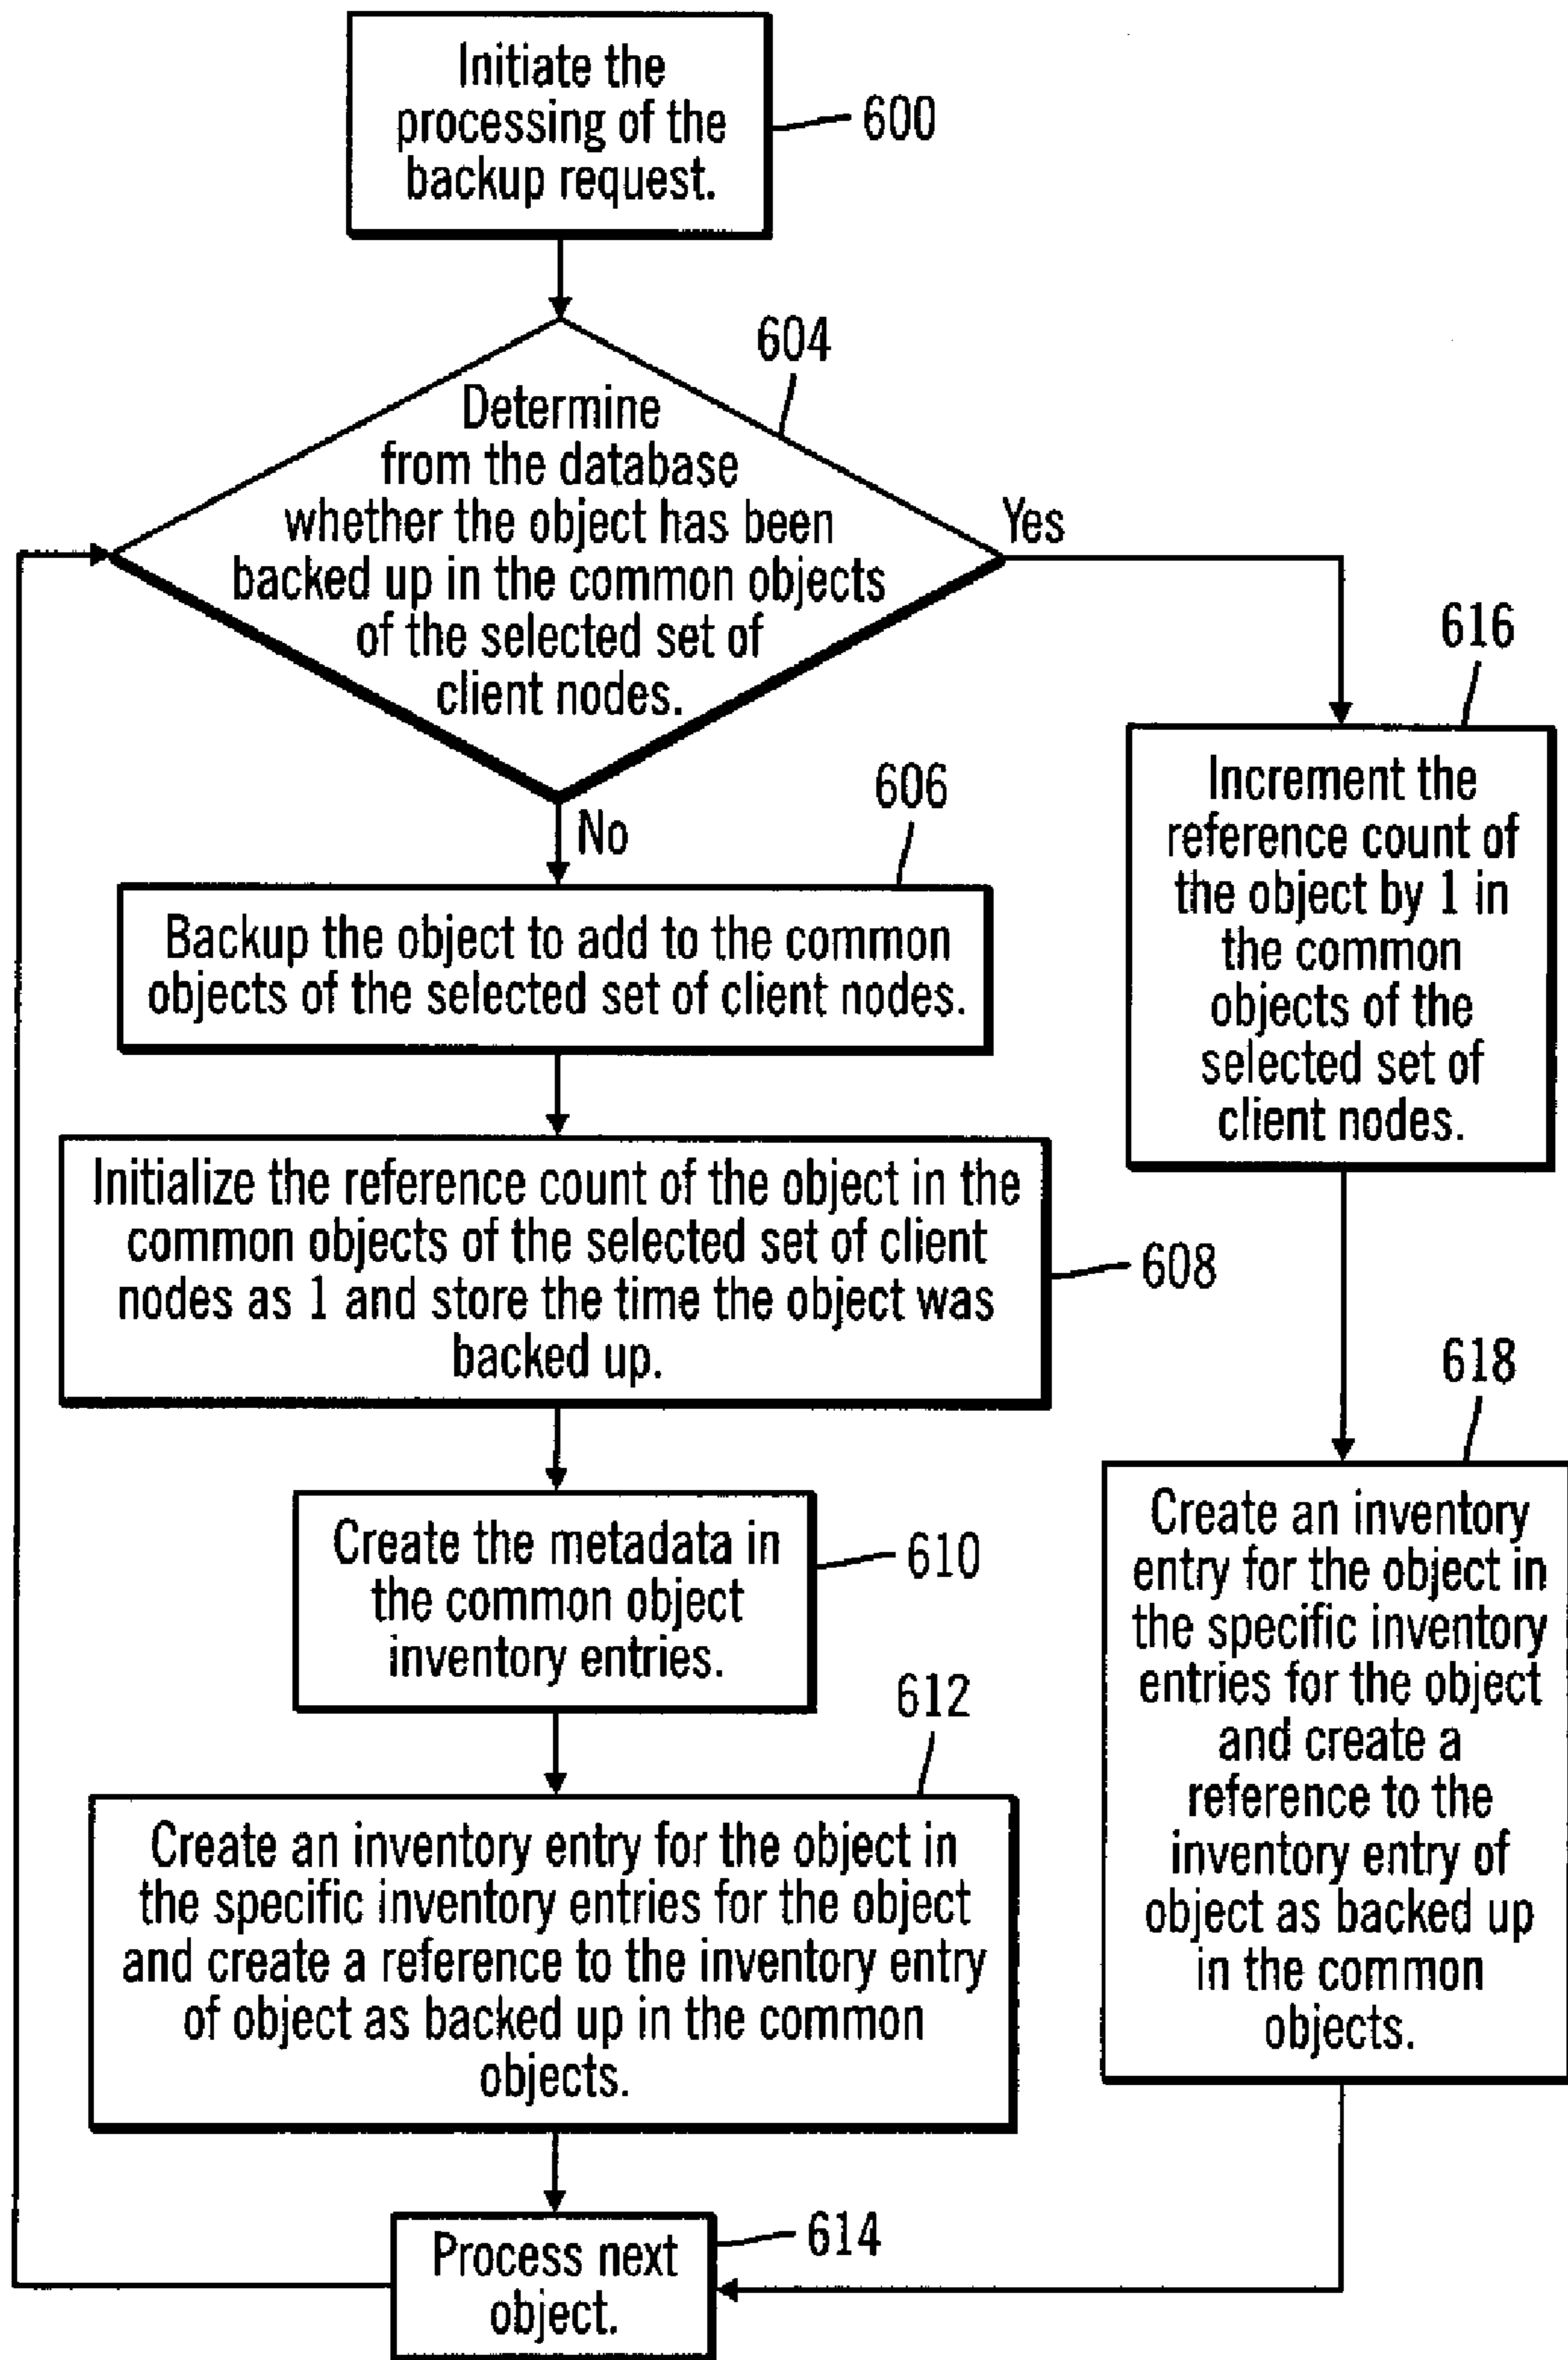 Initiate the
processing of the
backup request.
600
604
Determine
from the database
whether the object has been
backed up in the common objects
of the selected set of
client nodes.
Yes
No
606
Backup the object to add to the common
objects of the selected set of client nodes.
Initialize the reference count of the object in the
common objects of the selected set of client
nodes as 1 and store the time the object was
backed up.
608
Create the metadata in
the common object
inventory entries.
610
612
Create an inventory entry for the object in
the specific inventory entries for the object
and create a reference to the inventory entry
of object as backed up in the common
objects.
616
Increment the
reference count of
the object by 1 in
the common
objects of the
selected set of
client nodes.
618
Create an inventory
entry for the object in
the specific inventory
entries for the object
and create a
reference to the
inventory entry of
object as backed up
in the common
objects.
Process next
object.
614